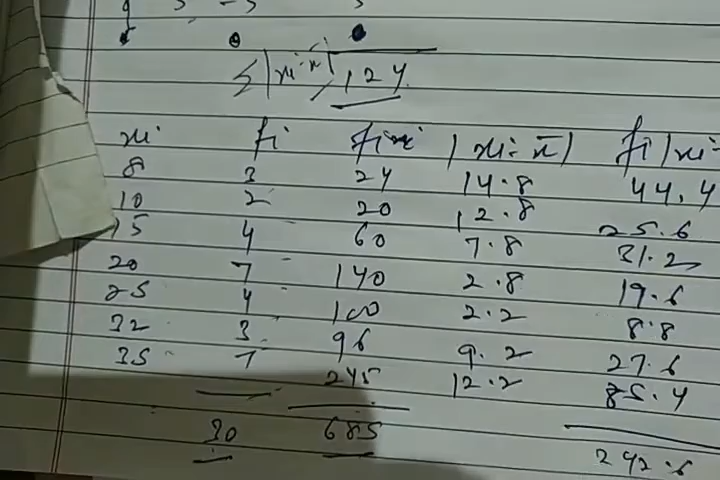 Σ|xi-x̄| 124
xi fi fixi |xi-x̄| fi|xi-
8 3 24 14.8 44.4
10 2 20 12.8 25.6
15 4 60 7.8 31.2
20 7 140 2.8 19.6
25 4 100 2.2 8.8
32 3 96 9.2 27.6
35 7 245 12.2 85.4
30 685 242.6